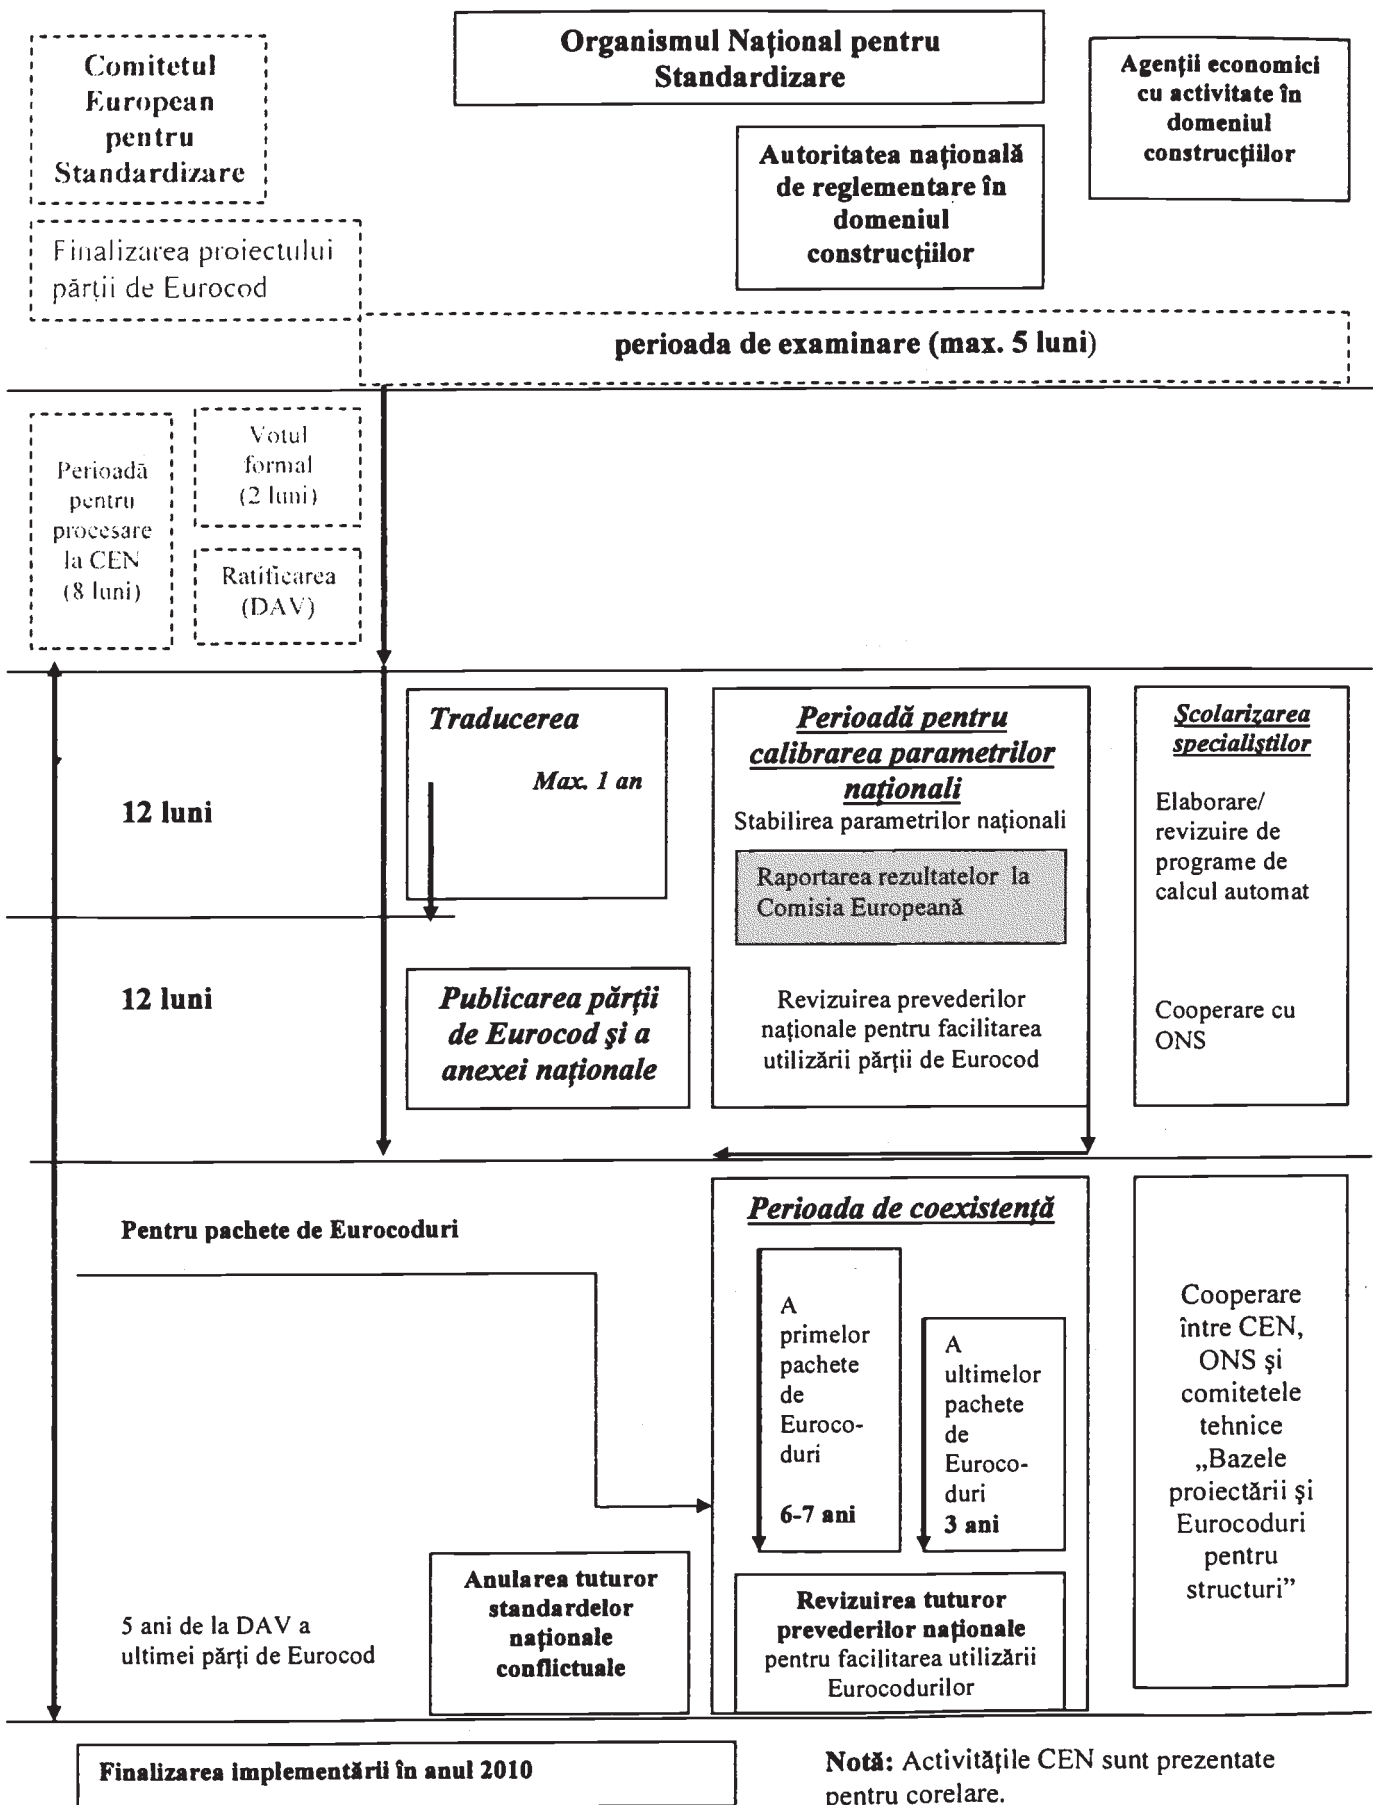 Comitetul
European
pentru
Standardizare
Organismul Național pentru
Standardizare
Agenții economici
cu activitate în
domeniul
construcțiilor
Autoritatea națională
de reglementare în
domeniul
construcțiilor
Finalizarea proiectului
părții de Eurocod
perioada de examinare (max. 5 luni)
Perioadă
pentru
procesare
la CEN
(8 luni)
Votul
formal
(2 luni)
Ratificarea
(DAV)
12 luni
Traducerea
Max. 1 an
Perioadă pentru
calibrarea parametrilor
naționali
Stabilirea parametrilor naționali
Raportarea rezultatelor la
Comisia Europeană
Școlarizarea
specialiștilor
Elaborare/
revizuire de
programe de
calcul automat
12 luni
Publicarea părții
de Eurocod și a
anexei naționale
Revizuirea prevederilor
naționale pentru facilitarea
utilizării părții de Eurocod
Cooperare cu
ONS
Pentru pachete de Eurocoduri
Perioada de coexistență
A
primelor
pachete
de
Euroco-
duri
6-7 ani
A
ultimelor
pachete
de
Euroco-
duri
3 ani
Cooperare
între CEN,
ONS și
comitetele
tehnice
„Bazele
proiectării și
Eurocoduri
pentru
structuri”
5 ani de la DAV a
ultimei părți de Eurocod
Anularea tuturor
standardelor
naționale
conflictuale
Revizuirea tuturor
prevederilor naționale
pentru facilitarea utilizării
Eurocodurilor
Finalizarea implementării în anul 2010
Notă: Activitățile CEN sunt prezentate
pentru corelare.